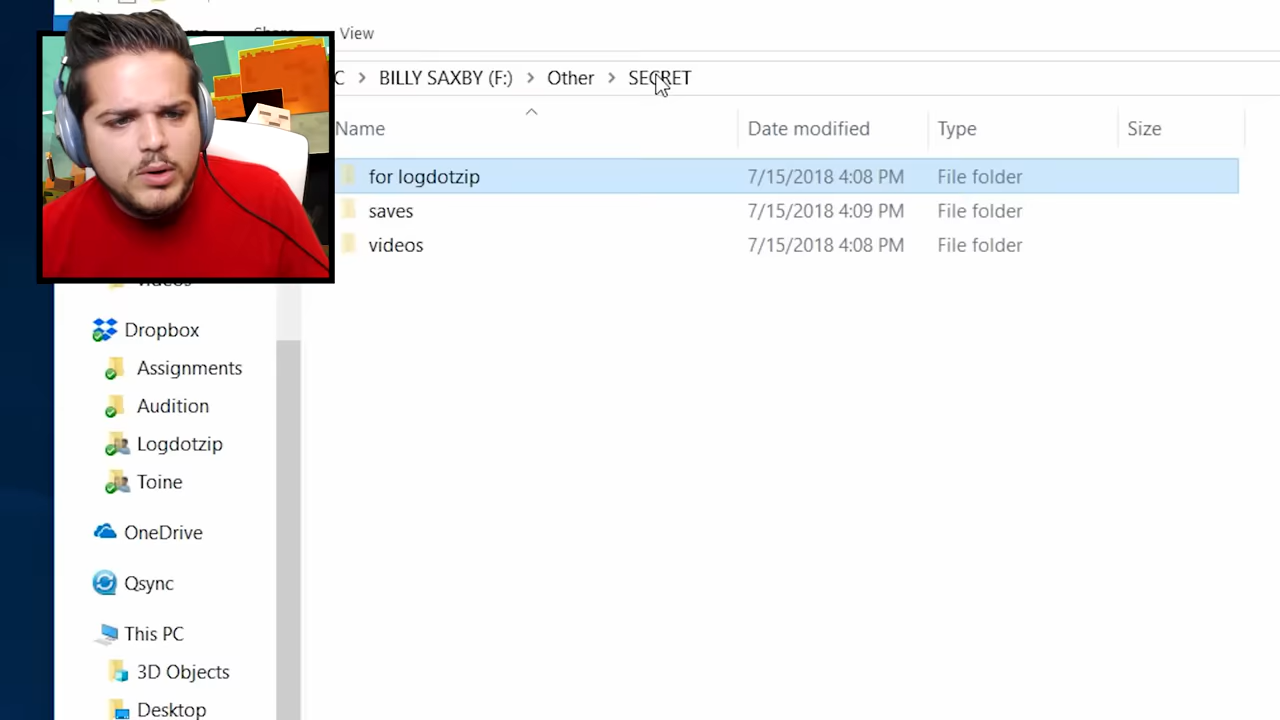 View
BILLY SAXBY (F:) > Other > SECRET
Name Date modified Type Size
for logdotzip 7/15/2018 4:08 PM File folder
saves 7/15/2018 4:09 PM File folder
videos 7/15/2018 4:08 PM File folder
videos
Dropbox
Assignments
Audition
Logdotzip
Toine
OneDrive
Qsync
This PC
3D Objects
Desktop